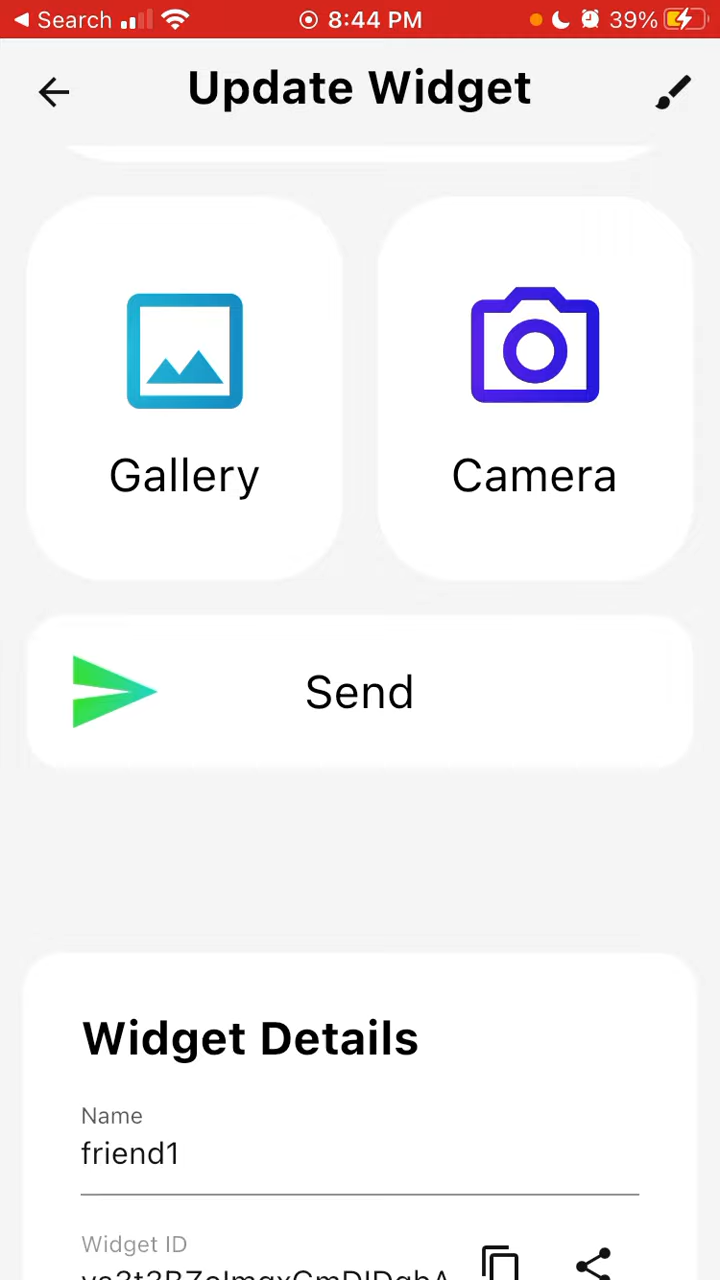 Search 8:44 PM 39%
Update Widget
Gallery Camera
Send
Widget Details
Name
friend1
Widget ID